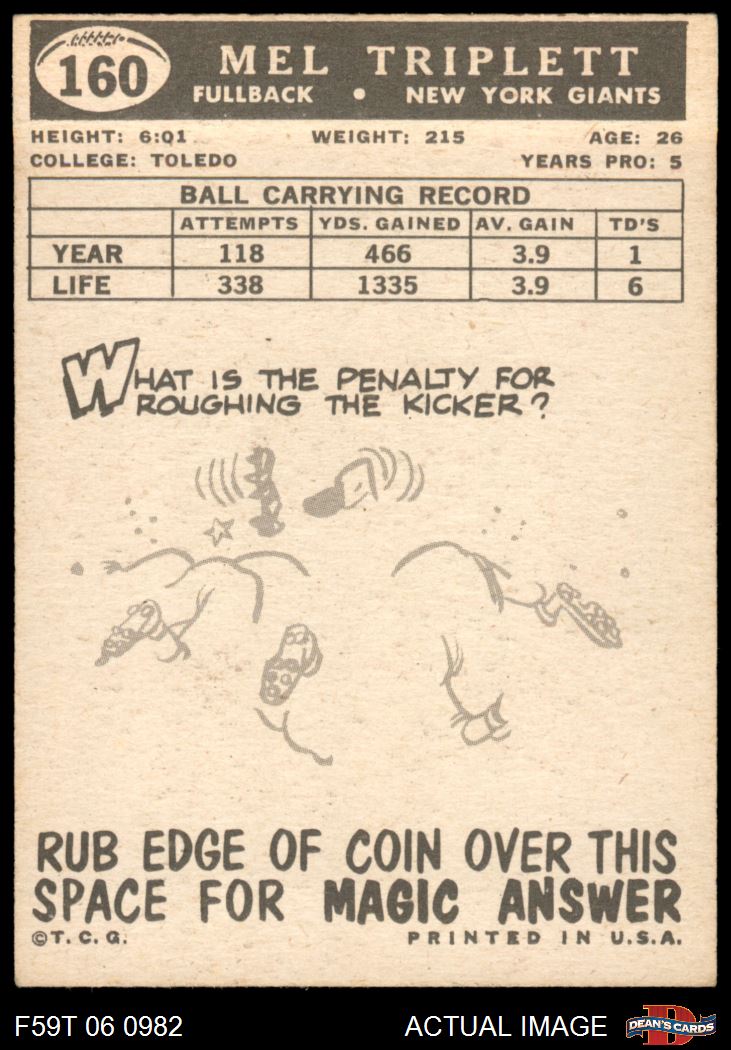 160
MEL TRIPLETT
FULLBACK • NEW YORK GIANTS
HEIGHT: 6:01 WEIGHT: 215 AGE: 26
COLLEGE: TOLEDO YEARS PRO: 5
BALL CARRYING RECORD
ATTEMPTS YDS. GAINED AV. GAIN TD'S
YEAR 118 466 3.9 1
LIFE 338 1335 3.9 6
WHAT IS THE PENALTY FOR
ROUGHING THE KICKER?
RUB EDGE OF COIN OVER THIS
SPACE FOR MAGIC ANSWER
©T.C.G. PRINTED IN U.S.A.
F59T 06 0982 ACTUAL IMAGE DEAN'S CARDS